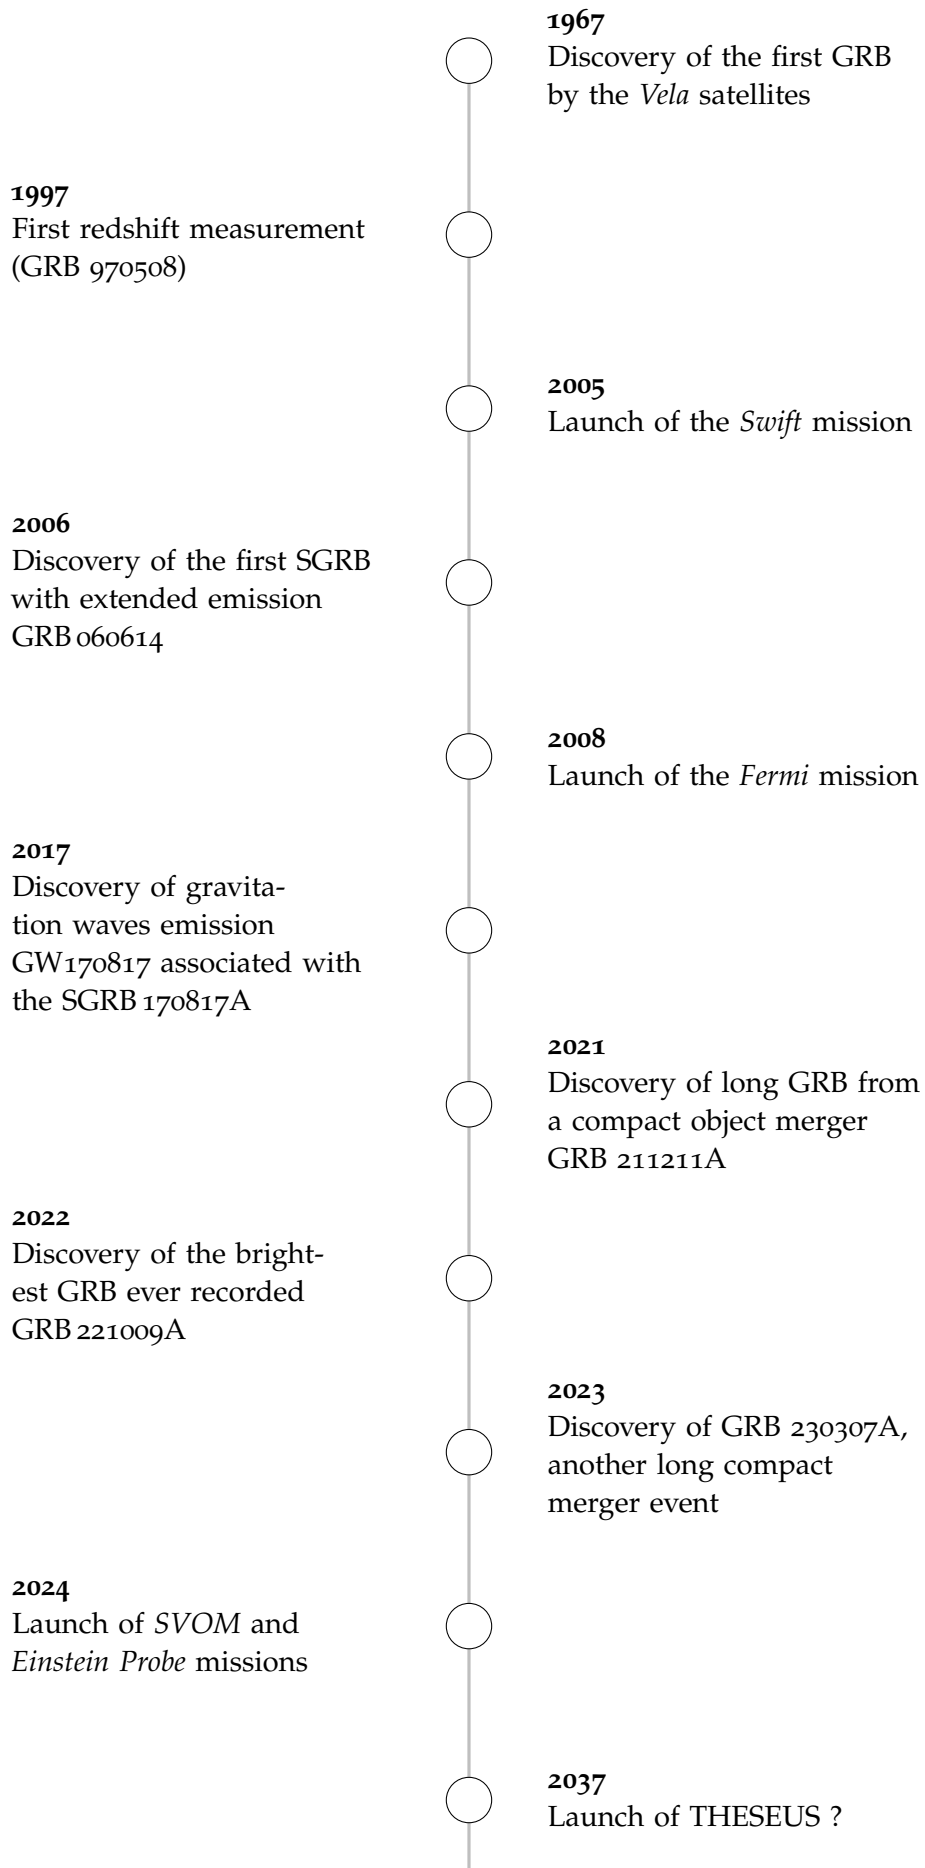 1967
Discovery of the first GRB
by the Vela satellites
1997
First redshift measurement
(GRB 970508)
2005
Launch of the Swift mission
2006
Discovery of the first SGRB
with extended emission
GRB 060614
2008
Launch of the Fermi mission
2017
Discovery of gravita-
tion waves emission
GW170817 associated with
the SGRB 170817A
2021
Discovery of long GRB from
a compact object merger
GRB 211211A
2022
Discovery of the bright-
est GRB ever recorded
GRB 221009A
2023
Discovery of GRB 230307A,
another long compact
merger event
2024
Launch of SVOM and
Einstein Probe missions
2037
Launch of THESEUS ?